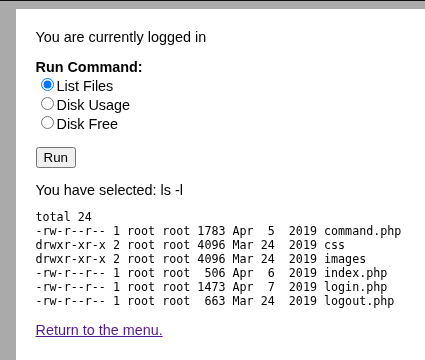 You are currently logged in
Run Command:
List Files
Disk Usage
Disk Free
Run
You have selected: ls -l
total 24
-rw-r--r-- 1 root root 1783 Apr  5  2019 command.php
drwxr-xr-x 2 root root 4096 Mar 24  2019 css
drwxr-xr-x 2 root root 4096 Mar 24  2019 images
-rw-r--r-- 1 root root  506 Apr  6  2019 index.php
-rw-r--r-- 1 root root 1473 Apr  7  2019 login.php
-rw-r--r-- 1 root root  663 Mar 24  2019 logout.php
Return to the menu.